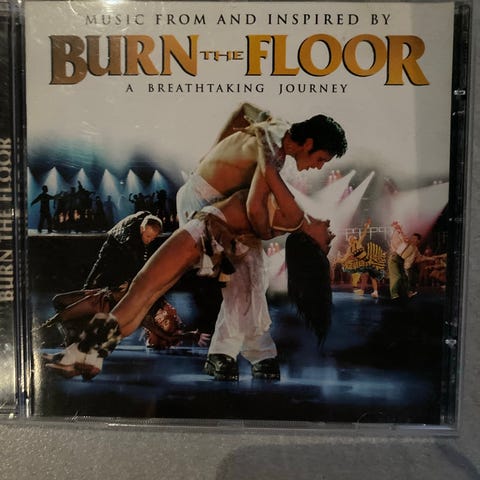 MUSIC FROM AND INSPIRED BY
BURN THE FLOOR
A BREATHTAKING JOURNEY
BURN THE FLOOR